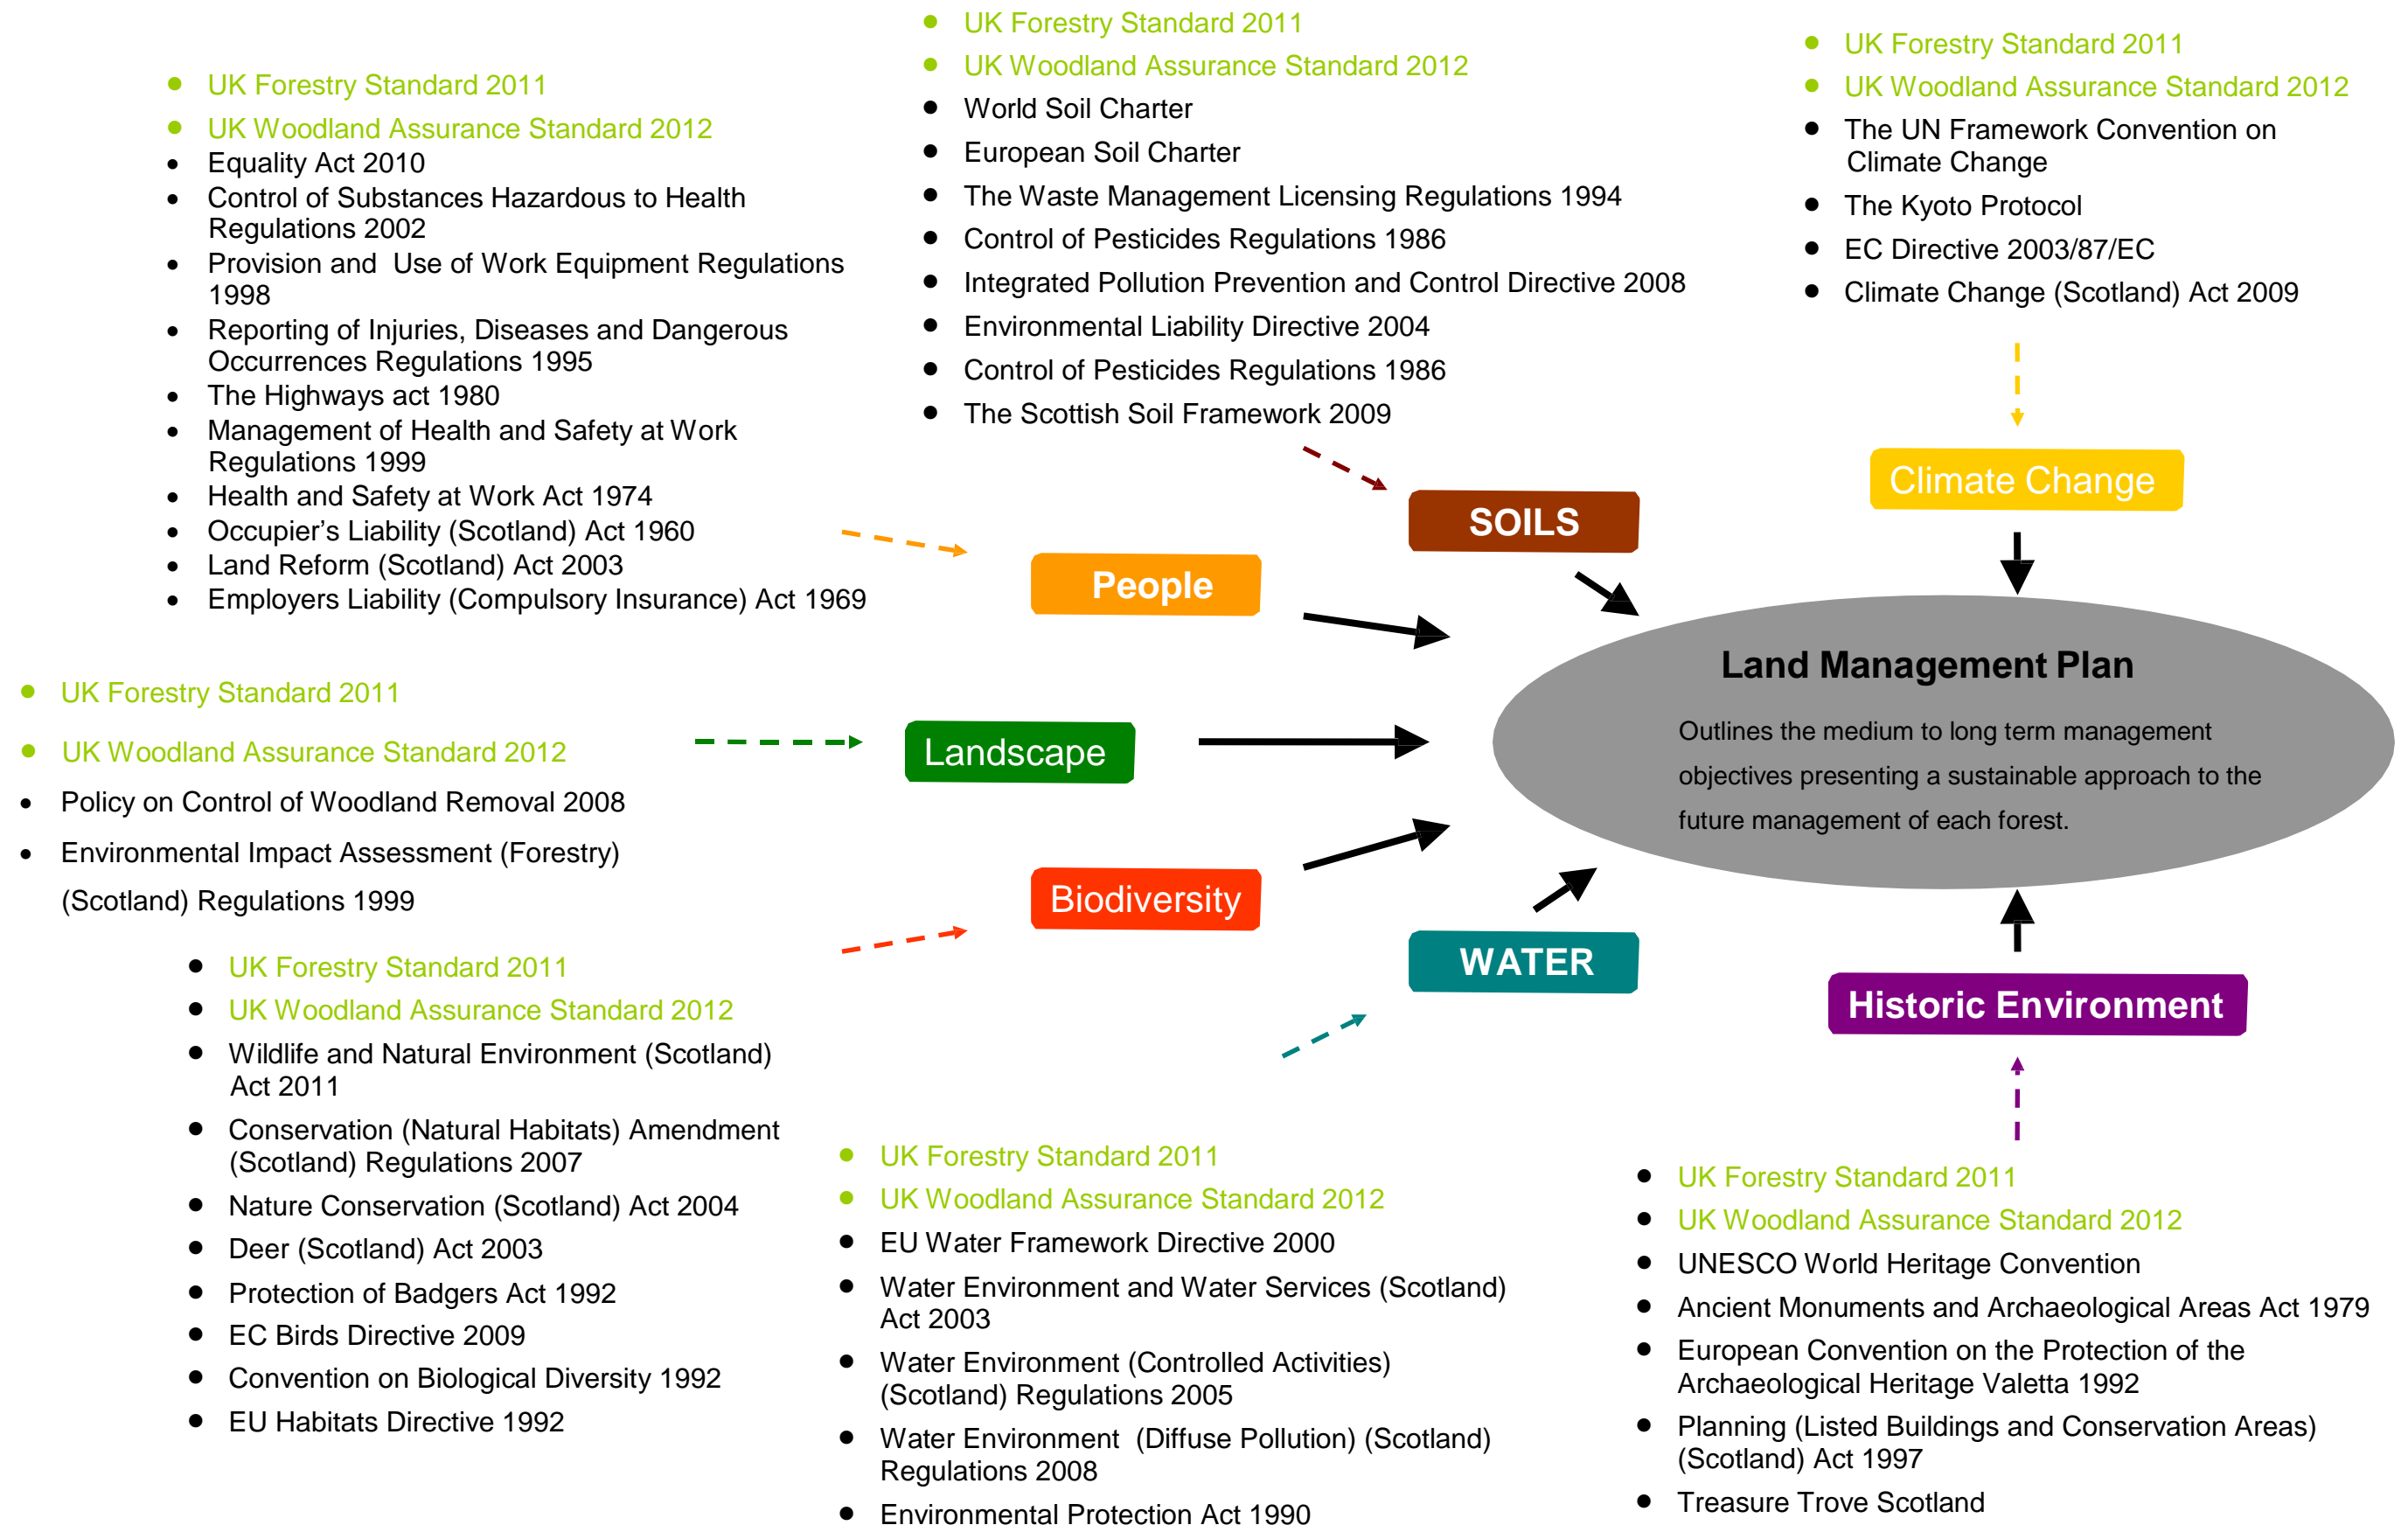 UK Forestry Standard 2011
UK Woodland Assurance Standard 2012
Equality Act 2010
Control of Substances Hazardous to Health
Regulations 2002
Provision and  Use of Work Equipment Regulations
1998
Reporting of Injuries, Diseases and Dangerous
Occurrences Regulations 1995
The Highways act 1980
Management of Health and Safety at Work
Regulations 1999
Health and Safety at Work Act 1974
Occupier’s Liability (Scotland) Act 1960
Land Reform (Scotland) Act 2003
Employers Liability (Compulsory Insurance) Act 1969
UK Forestry Standard 2011
UK Woodland Assurance Standard 2012
World Soil Charter
European Soil Charter
The Waste Management Licensing Regulations 1994
Control of Pesticides Regulations 1986
Integrated Pollution Prevention and Control Directive 2008
Environmental Liability Directive 2004
Control of Pesticides Regulations 1986
The Scottish Soil Framework 2009
UK Forestry Standard 2011
UK Woodland Assurance Standard 2012
The UN Framework Convention on
Climate Change
The Kyoto Protocol
EC Directive 2003/87/EC
Climate Change (Scotland) Act 2009
Climate Change
SOILS
People
Land Management Plan
Outlines the medium to long term management
objectives presenting a sustainable approach to the
future management of each forest.
UK Forestry Standard 2011
UK Woodland Assurance Standard 2012
Policy on Control of Woodland Removal 2008
Environmental Impact Assessment (Forestry)
(Scotland) Regulations 1999
Landscape
Biodiversity
WATER
Historic Environment
UK Forestry Standard 2011
UK Woodland Assurance Standard 2012
Wildlife and Natural Environment (Scotland)
Act 2011
Conservation (Natural Habitats) Amendment
(Scotland) Regulations 2007
Nature Conservation (Scotland) Act 2004
Deer (Scotland) Act 2003
Protection of Badgers Act 1992
EC Birds Directive 2009
Convention on Biological Diversity 1992
EU Habitats Directive 1992
UK Forestry Standard 2011
UK Woodland Assurance Standard 2012
EU Water Framework Directive 2000
Water Environment and Water Services (Scotland)
Act 2003
Water Environment (Controlled Activities)
(Scotland) Regulations 2005
Water Environment  (Diffuse Pollution) (Scotland)
Regulations 2008
Environmental Protection Act 1990
UK Forestry Standard 2011
UK Woodland Assurance Standard 2012
UNESCO World Heritage Convention
Ancient Monuments and Archaeological Areas Act 1979
European Convention on the Protection of the
Archaeological Heritage Valetta 1992
Planning (Listed Buildings and Conservation Areas)
(Scotland) Act 1997
Treasure Trove Scotland